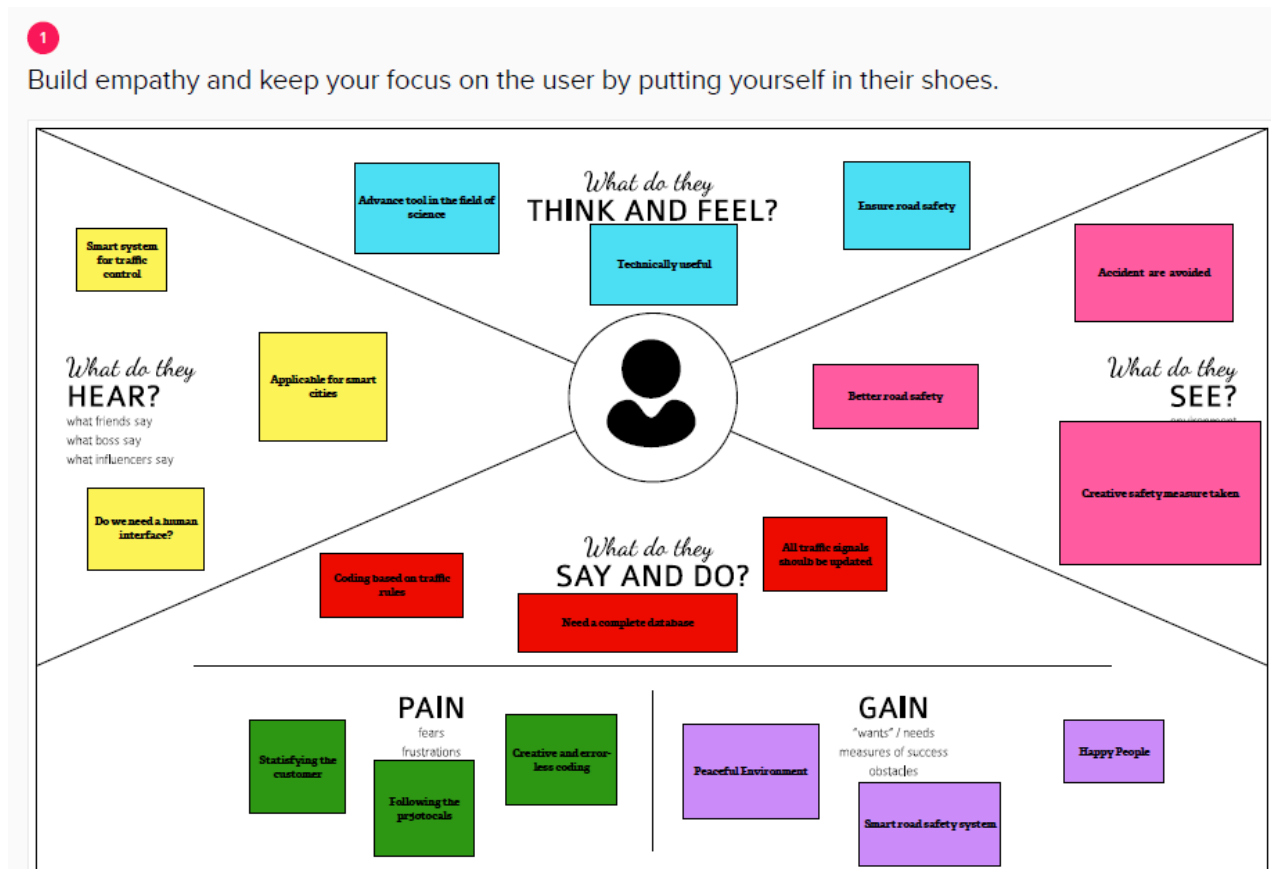 1
Build empathy and keep your focus on the user by putting yourself in their shoes.
What do they
THINK AND FEEL?
Advance tool in the field of
science
Technically useful
Ensure road safety
What do they
HEAR?
what friends say
what boss say
what influencers say
Smart system
for traffic
control
Applicable for smart
cities
Do we need a human
interface?
What do they
SEE?
environment
Accident are avoided
Better road safety
Creative safety measure taken
What do they
SAY AND DO?
Coding based on traffic
rules
Need a complete database
All traffic signals
should be updated
PAIN
fears
frustrations
Statisfying the
customer
Following the
Creative and error-
less coding
GAIN
"wants" / needs
measures of success
obstacles
Peaceful Environment
Smart road safety system
Happy People